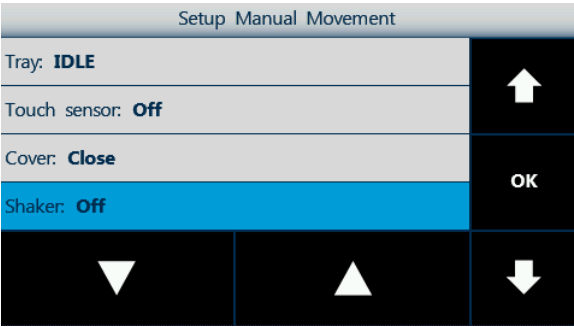 Setup Manual Movement
Tray: IDLE
Touch sensor: Off
Cover: Close
OK
Shaker: Off